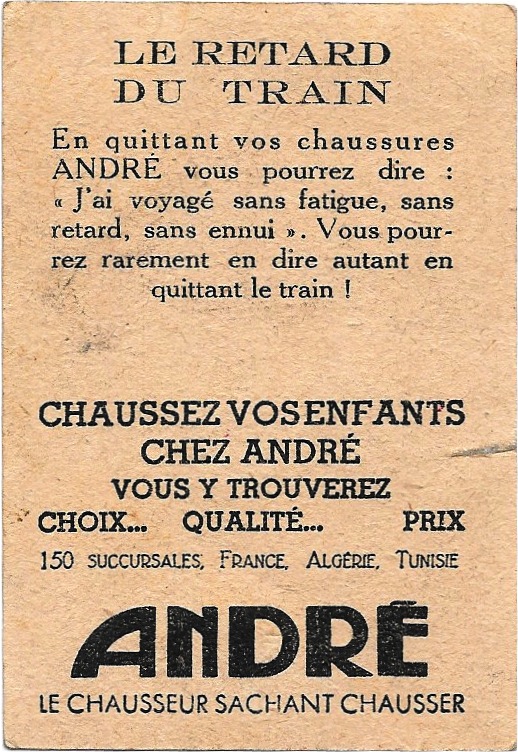 LE RETARD
DU TRAIN
En quittant vos chaussures
ANDRÉ vous pourrez dire :
« J'ai voyagé sans fatigue, sans
retard, sans ennui ». Vous pour-
rez rarement en dire autant en
quittant le train !
CHAUSSEZ VOS ENFANTS
CHEZ ANDRÉ
VOUS Y TROUVEREZ
CHOIX... QUALITÉ... PRIX
150 SUCCURSALES, FRANCE, ALGÉRIE, TUNISIE
ANDRÉ
LE CHAUSSEUR SACHANT CHAUSSER